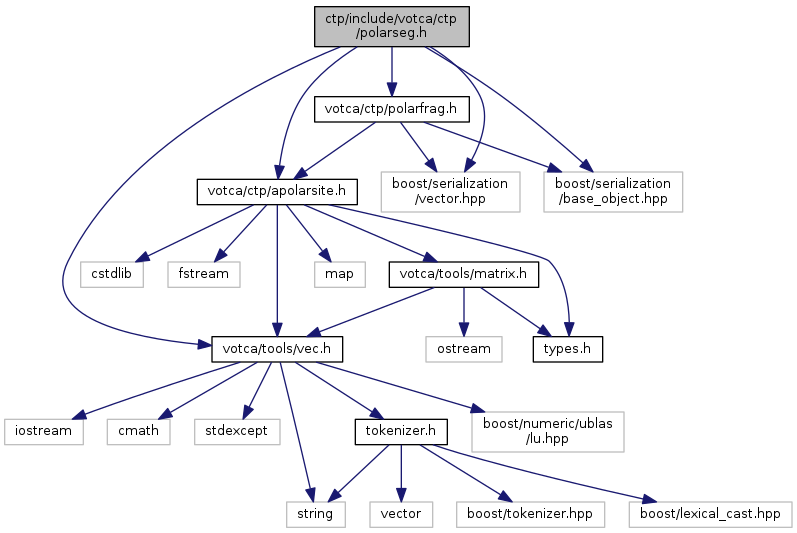 ctp/include/votca/ctp
/polarseg.h
votca/ctp/polarfrag.h
votca/ctp/apolarsite.h
boost/serialization
/vector.hpp
boost/serialization
/base_object.hpp
cstdlib
fstream
map
votca/tools/matrix.h
votca/tools/vec.h
ostream
types.h
iostream
cmath
stdexcept
tokenizer.h
boost/numeric/ublas
/lu.hpp
string
vector
boost/tokenizer.hpp
boost/lexical_cast.hpp